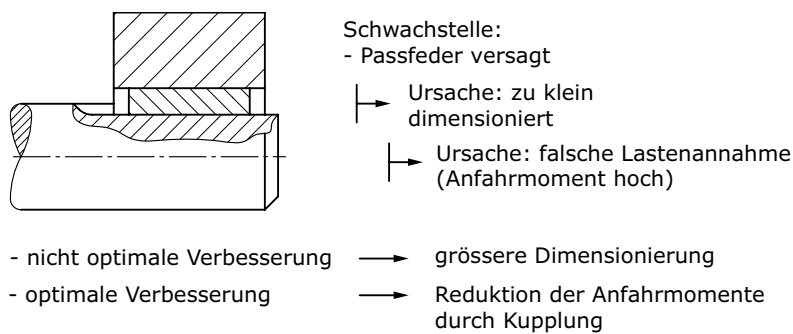 Schwachstelle:
- Passfeder versagt
Ursache: zu klein
dimensioniert
Ursache: falsche Lastenannahme
(Anfahrmoment hoch)
- nicht optimale Verbesserung
grössere Dimensionierung
- optimale Verbesserung
Reduktion der Anfahrmomente
durch Kupplung